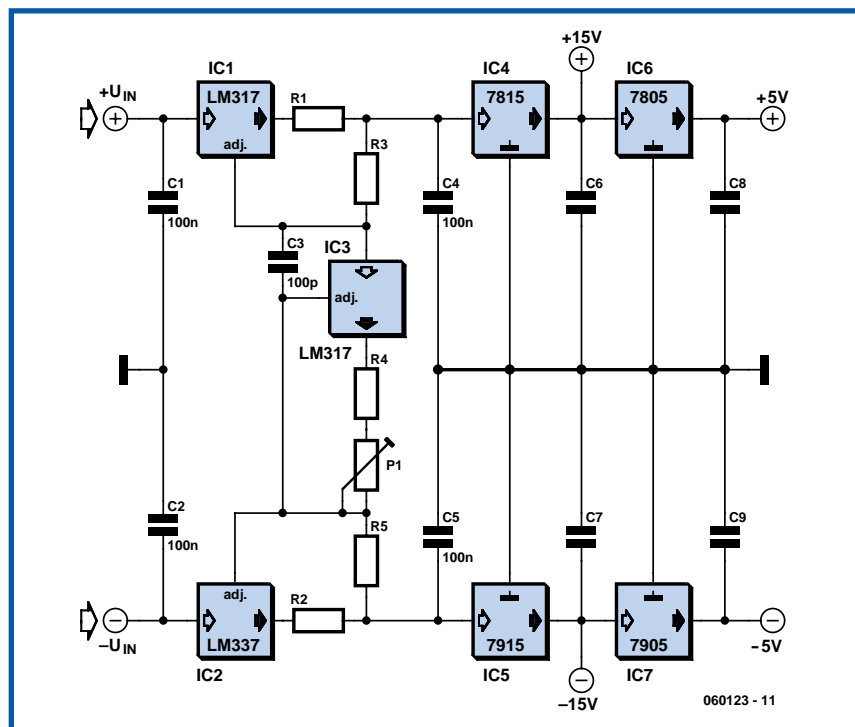 +15V
IC1
IC4
IC6
+UIN
LM317
R1
7815
7805
+5V
adj.
R3
C1
100n
C4
100n
C6
C8
C3
100p
IC3
adj.
LM317
R4
P1
C2
100n
R5
C5
100n
C7
C9
adj.
R2
–UIN
LM337
7915
7905
-5V
IC2
IC5
IC7
–15V
060123 - 11